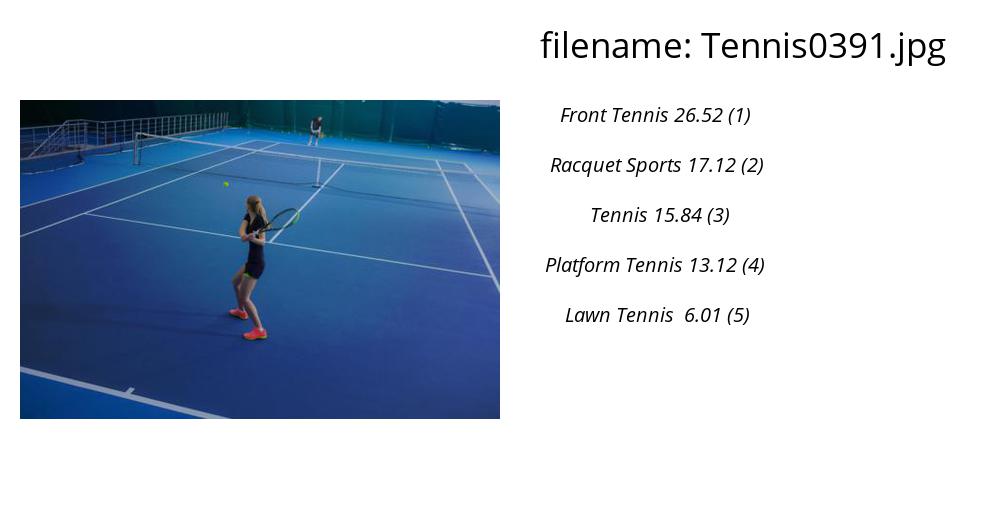 filename: Tennis0391.jpg
Front Tennis 26.52 (1)
Racquet Sports 17.12 (2)
Tennis 15.84 (3)
Platform Tennis 13.12 (4)
Lawn Tennis  6.01 (5)